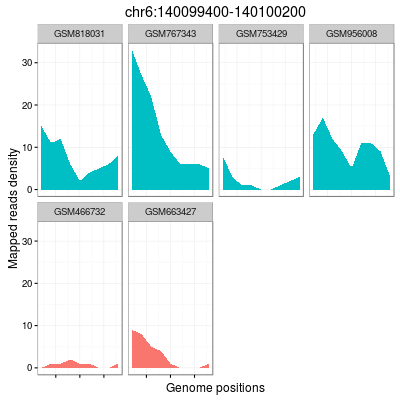 chr6:140099400-140100200
GSM818031 GSM767343 GSM753429 GSM956008
30
20
10
0
GSM466732 GSM663427
30
20
10
0
Mapped reads density
Genome positions